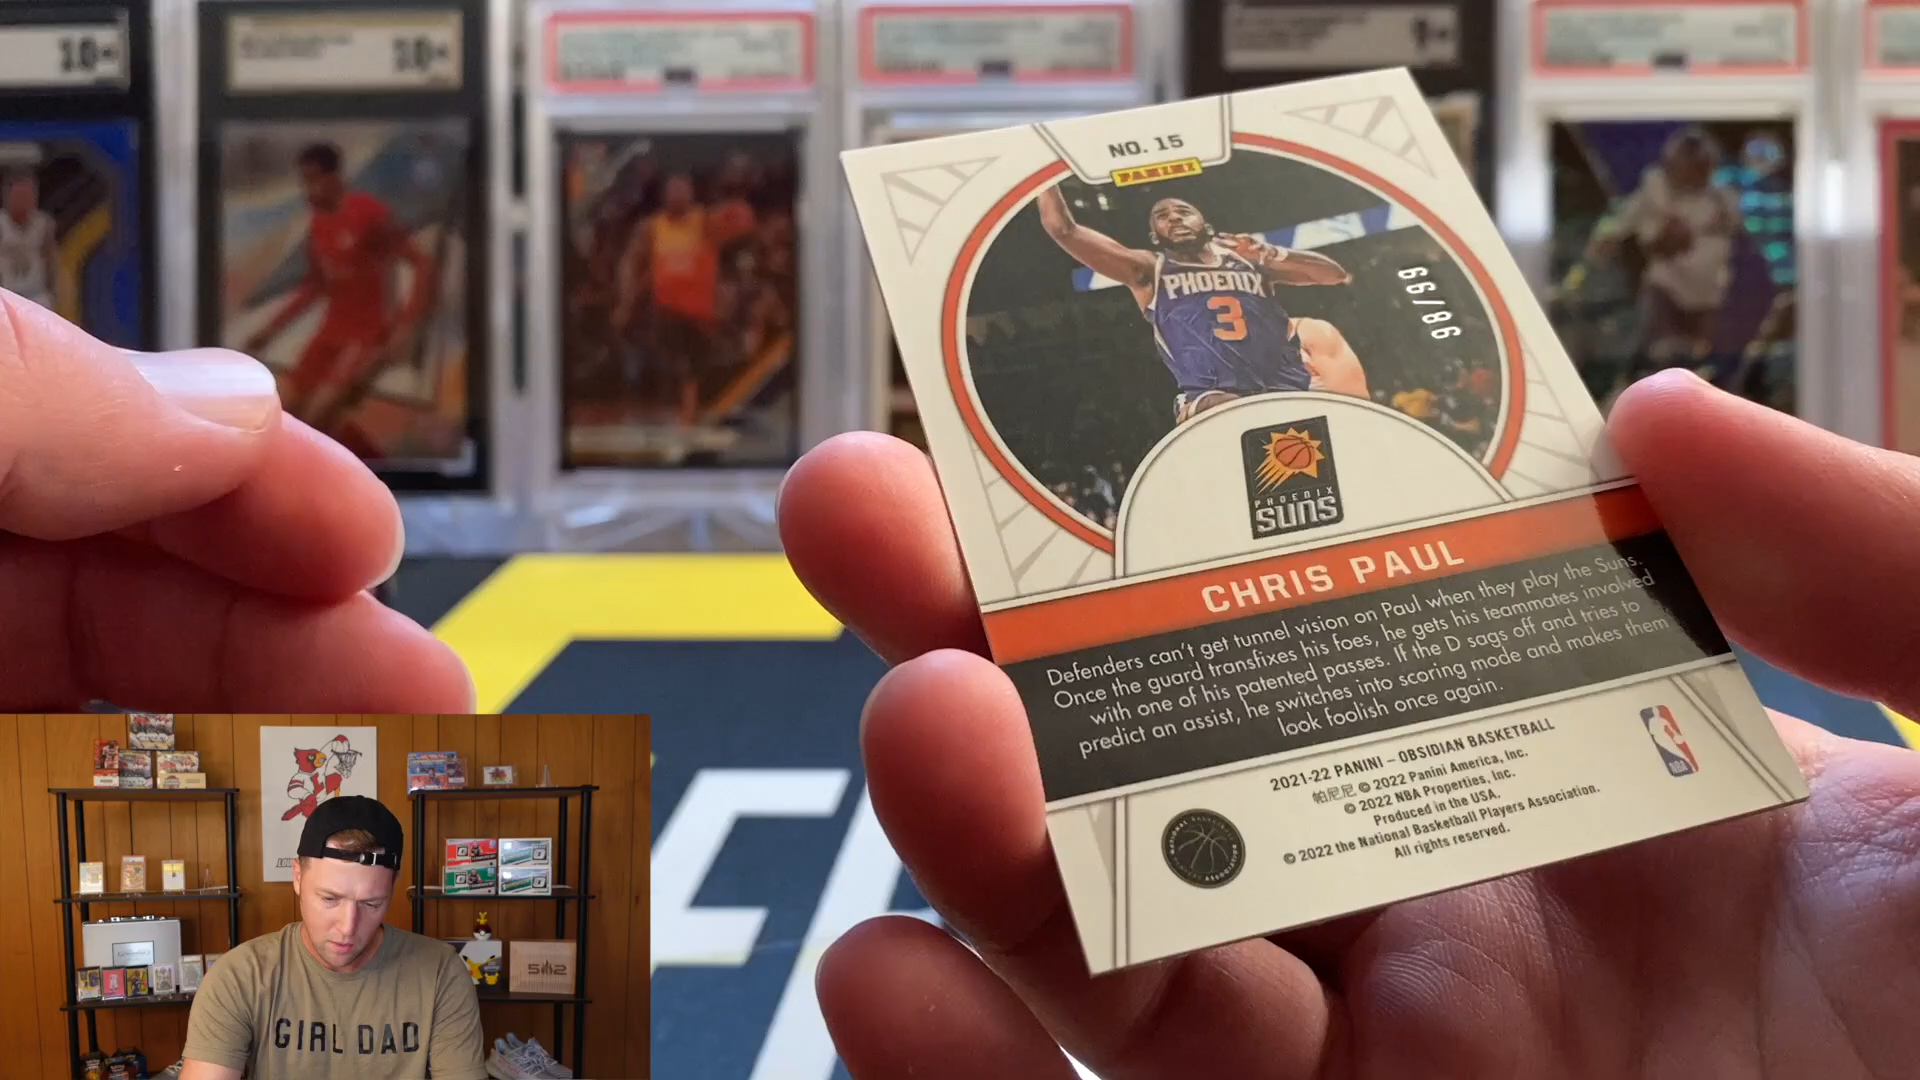 10
10
NO. 15
PANINI
PHOENIX
3
98/99
PHOENIX
SUNS
CHRIS PAUL
Defenders can't get tunnel vision on Paul when they play the Suns.
Once the guard transfixes his foes, he gets his teammates involved
with one of his patented passes. If the D sags off and tries to
predict an assist, he switches into scoring mode and makes them
look foolish once again.
2021-22 PANINI – OBSIDIAN BASKETBALL
帕尼尼 © 2022 Panini America, Inc.
© 2022 NBA Properties, Inc.
Produced in the USA.
© 2022 the National Basketball Players Association.
All rights reserved.
NBA
GIRL DAD
502